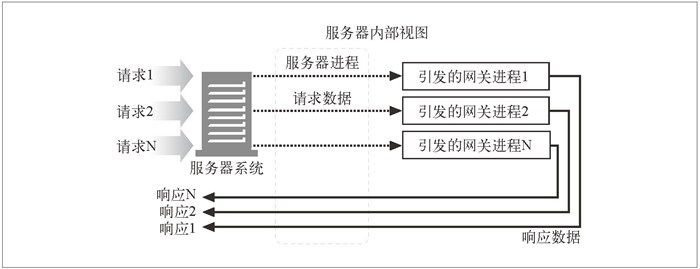 服务器内部视图
服务器进程
请求1
引发的网关进程1
请求数据
请求2
引发的网关进程2
请求N
引发的网关进程N
服务器系统
响应N
响应2
响应1
响应数据